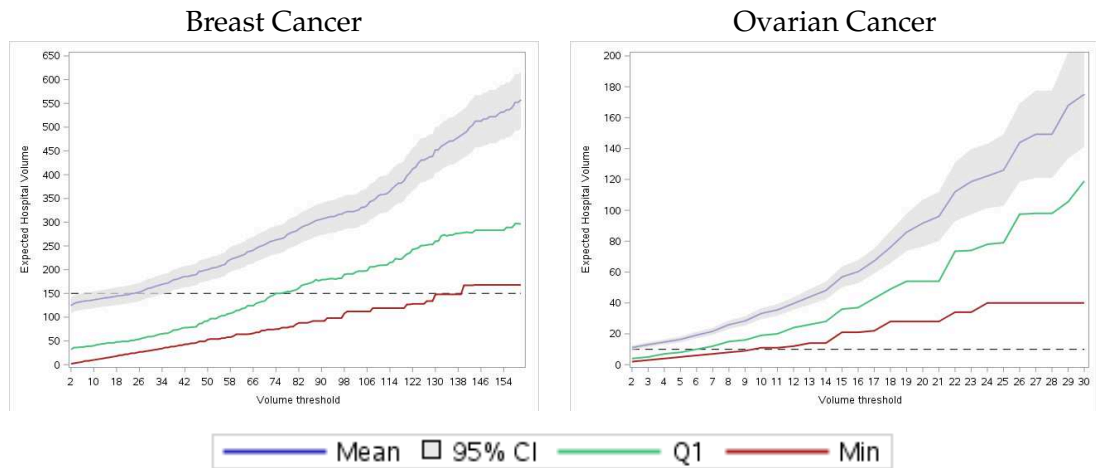 Breast Cancer
Ovarian Cancer
Expected Hospital Volume
650
600
550
500
450
400
350
300
250
200
150
100
50
0
2 10 18 26 34 42 50 58 66 74 82 90 98 106 114 122 130 138 146 154
Volume threshold
Expected Hospital Volume
200
180
160
140
120
100
80
60
40
20
0
2 3 4 5 6 7 8 9 10 11 12 13 14 15 16 17 18 19 20 21 22 23 24 25 26 27 28 29 30
Volume threshold
Mean 95% CI Q1 Min